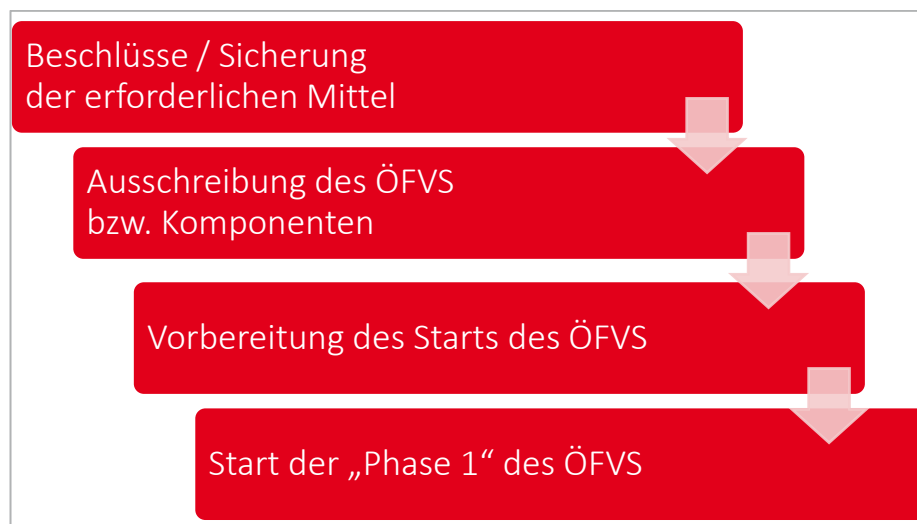 Beschlüsse / Sicherung
der erforderlichen Mittel
Ausschreibung des ÖFVS
bzw. Komponenten
Vorbereitung des Starts des ÖFVS
Start der „Phase 1“ des ÖFVS